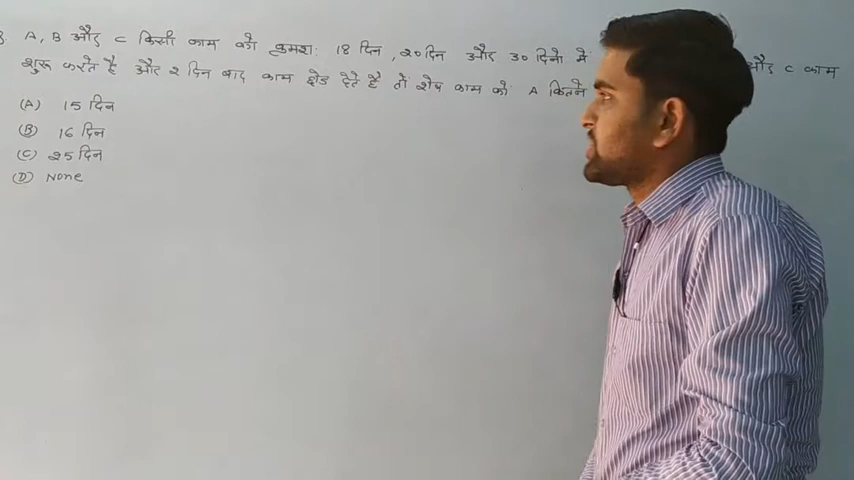 A, B और C किसी काम को क्रमश: 18 दिन, 20 दिन और 30 दिनो मे और C काम
शुरू करते है और 2 दिन बाद काम छोड देते है तो शेष काम को A कितने
(A) 15 दिन
(B) 16 दिन
(C) 25 दिन
(D) None